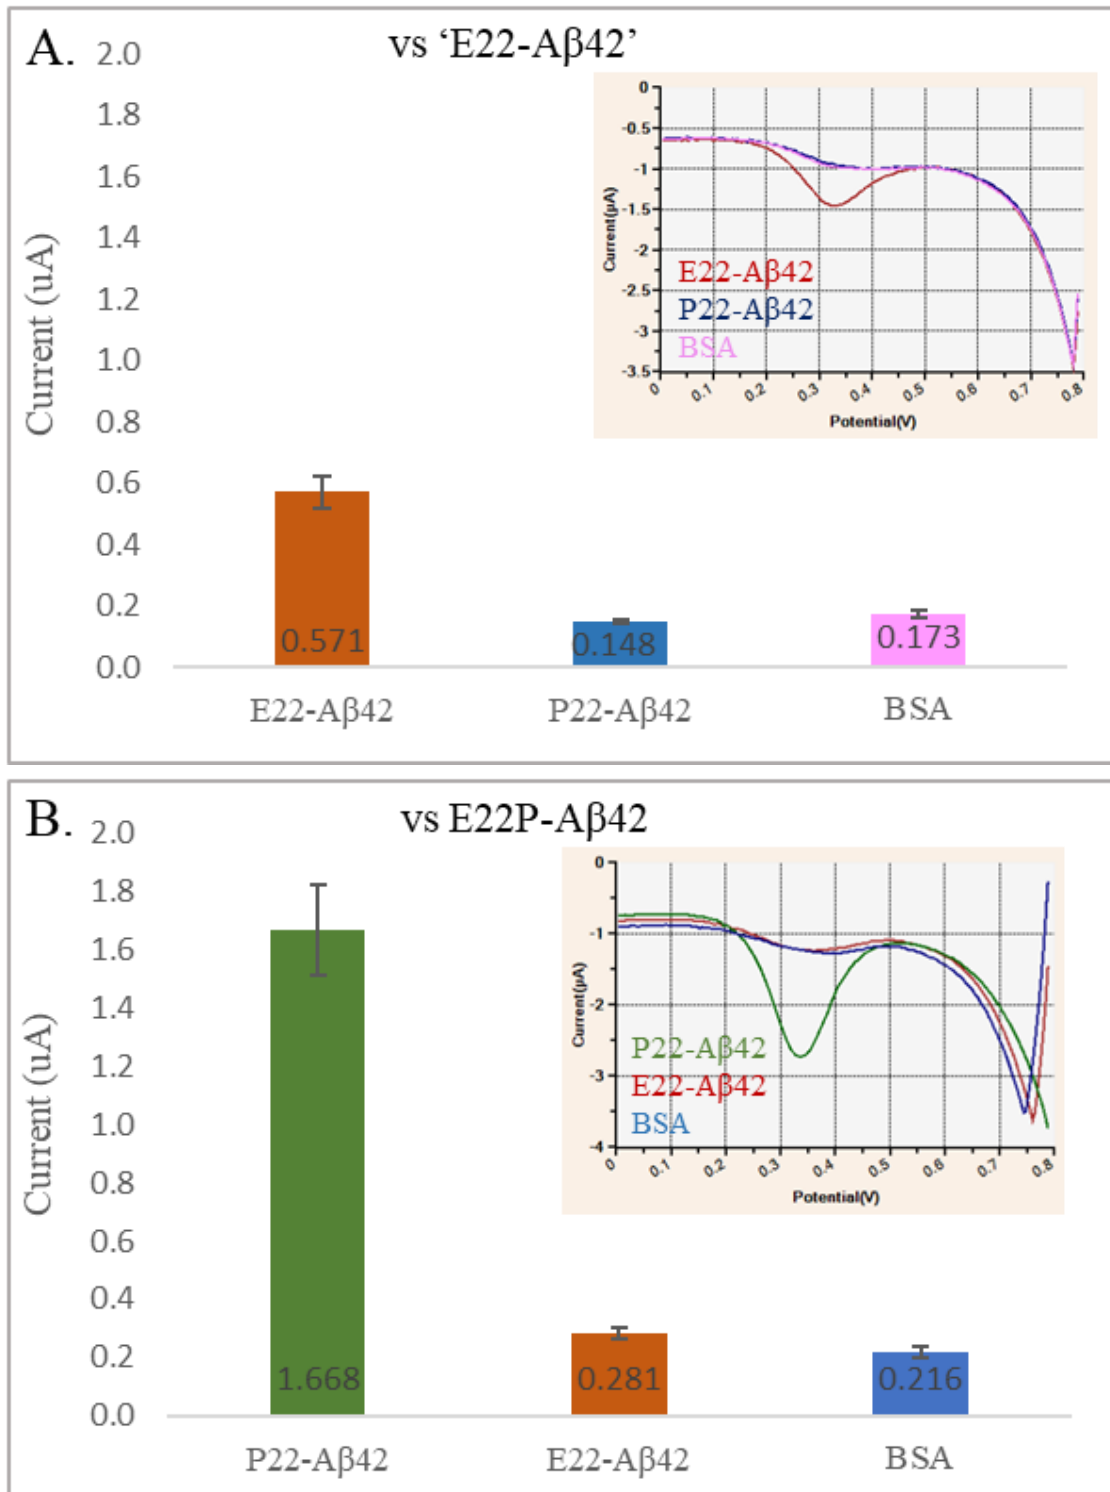 A.
vs ‘E22-Aβ42’
Current (uA)
2.0
1.8
1.6
1.4
1.2
1.0
0.8
0.6
0.4
0.2
0.0
0.571
0.148
0.173
E22-Aβ42
P22-Aβ42
BSA
Current(µA)
0
-0.5
-1
-1.5
-2
-2.5
-3
-3.5
E22-Aβ42
P22-Aβ42
BSA
0 0.1 0.2 0.3 0.4 0.5 0.6 0.7 0.8
Potential(V)
B.
vs E22P-Aβ42
Current (uA)
2.0
1.8
1.6
1.4
1.2
1.0
0.8
0.6
0.4
0.2
0.0
1.668
0.281
0.216
P22-Aβ42
E22-Aβ42
BSA
Current(µA)
0
-1
-2
-3
-4
P22-Aβ42
E22-Aβ42
BSA
0 0.1 0.2 0.3 0.4 0.5 0.6 0.7 0.8
Potential(V)